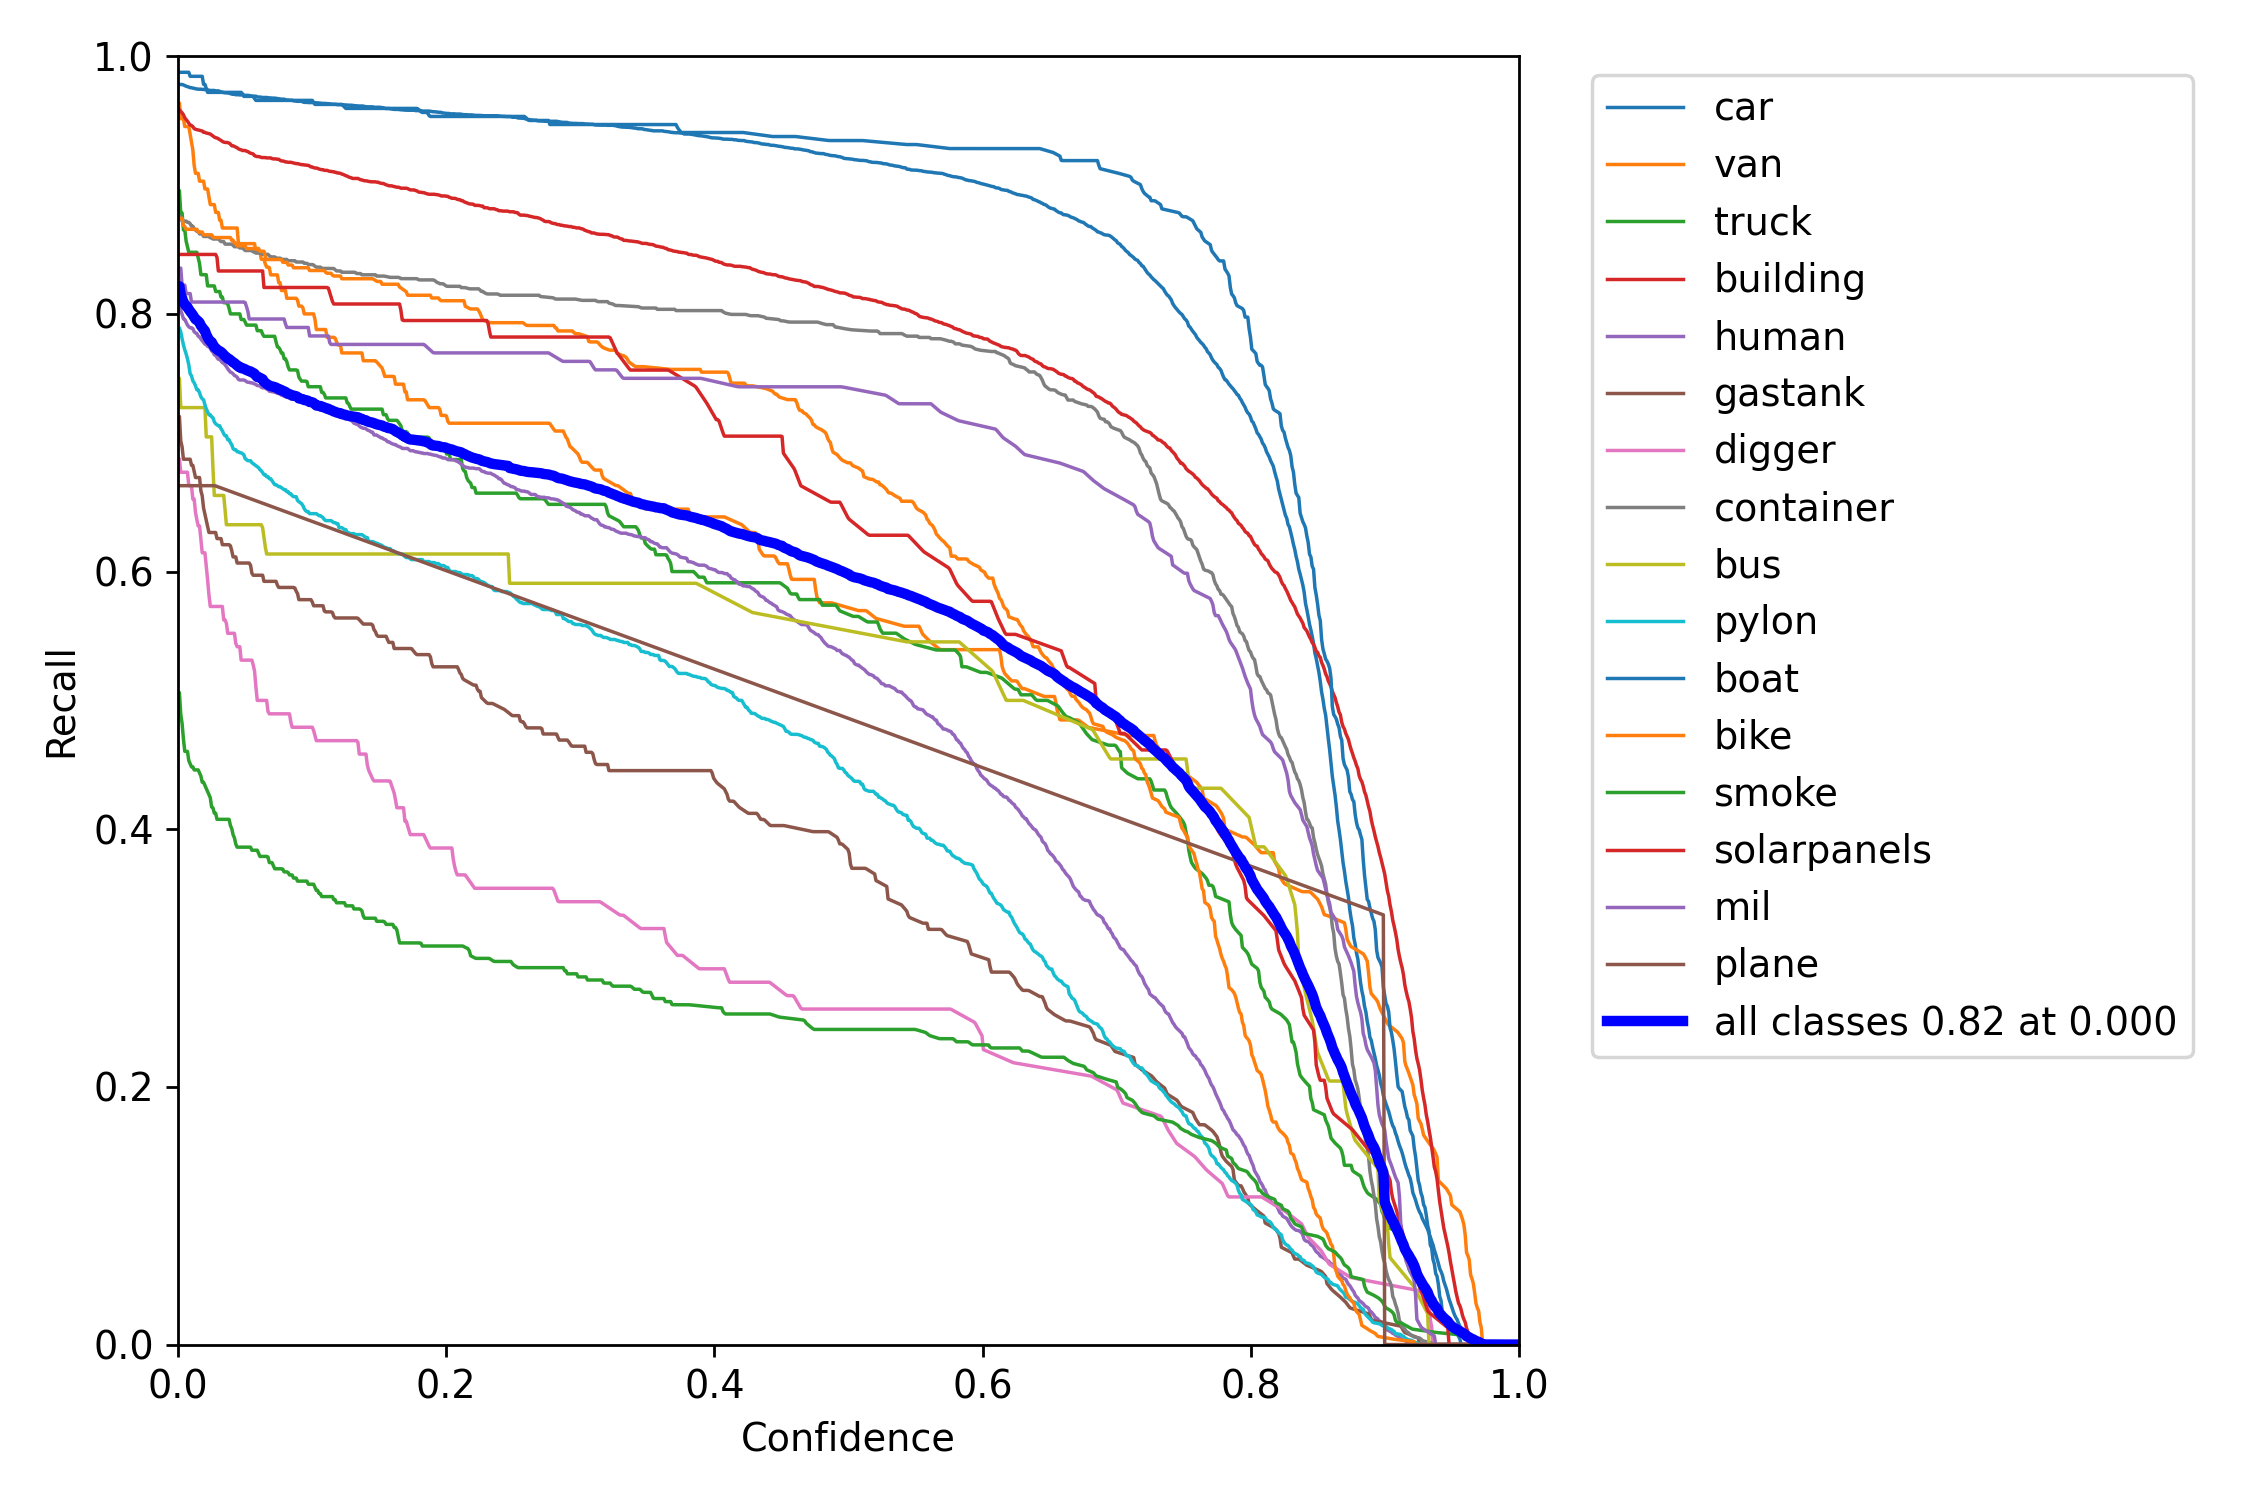 1.0
0.8
0.6
0.4
0.2
0.0
Recall
0.0 0.2 0.4 0.6 0.8 1.0
Confidence
car
van
truck
building
human
gastank
digger
container
bus
pylon
boat
bike
smoke
solarpanels
mil
plane
all classes 0.82 at 0.000